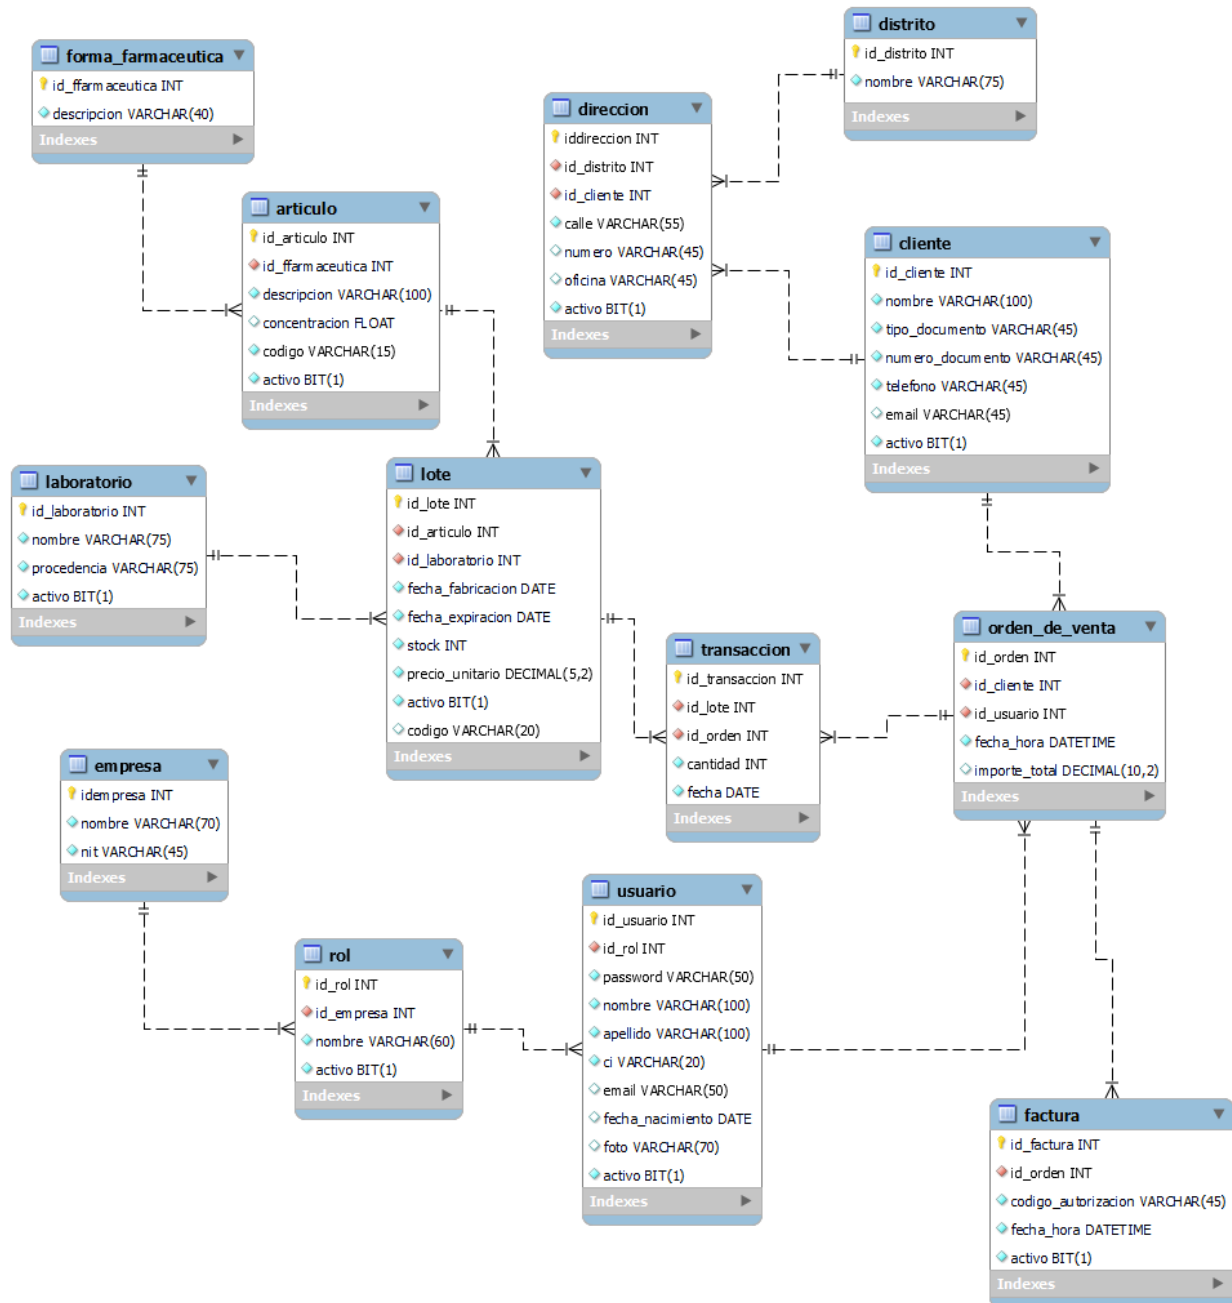 distrito
id_distrito INT
nombre VARCHAR(75)
Indexes
forma_farmaceutica
id_ffarmaceutica INT
descripcion VARCHAR(40)
Indexes
direccion
iddireccion INT
id_distrito INT
id_cliente INT
calle VARCHAR(55)
numero VARCHAR(45)
oficina VARCHAR(45)
activo BIT(1)
Indexes
articulo
id_articulo INT
id_ffarmaceutica INT
descripcion VARCHAR(100)
concentracion FLOAT
codigo VARCHAR(15)
activo BIT(1)
Indexes
cliente
id_cliente INT
nombre VARCHAR(100)
tipo_documento VARCHAR(45)
numero_documento VARCHAR(45)
telefono VARCHAR(45)
email VARCHAR(45)
activo BIT(1)
Indexes
laboratorio
id_laboratorio INT
nombre VARCHAR(75)
procedencia VARCHAR(75)
activo BIT(1)
Indexes
lote
id_lote INT
id_articulo INT
id_laboratorio INT
fecha_fabricacion DATE
fecha_expiracion DATE
stock INT
precio_unitario DECIMAL(5,2)
activo BIT(1)
codigo VARCHAR(20)
Indexes
transaccion
id_transaccion INT
id_lote INT
id_orden INT
cantidad INT
fecha DATE
Indexes
orden_de_venta
id_orden INT
id_cliente INT
id_usuario INT
fecha_hora DATETIME
importe_total DECIMAL(10,2)
Indexes
empresa
idempresa INT
nombre VARCHAR(70)
nit VARCHAR(45)
Indexes
rol
id_rol INT
id_empresa INT
nombre VARCHAR(60)
activo BIT(1)
Indexes
usuario
id_usuario INT
id_rol INT
password VARCHAR(50)
nombre VARCHAR(100)
apellido VARCHAR(100)
ci VARCHAR(20)
email VARCHAR(50)
fecha_nacimiento DATE
foto VARCHAR(70)
activo BIT(1)
Indexes
factura
id_factura INT
id_orden INT
codigo_autorizacion VARCHAR(45)
fecha_hora DATETIME
activo BIT(1)
Indexes